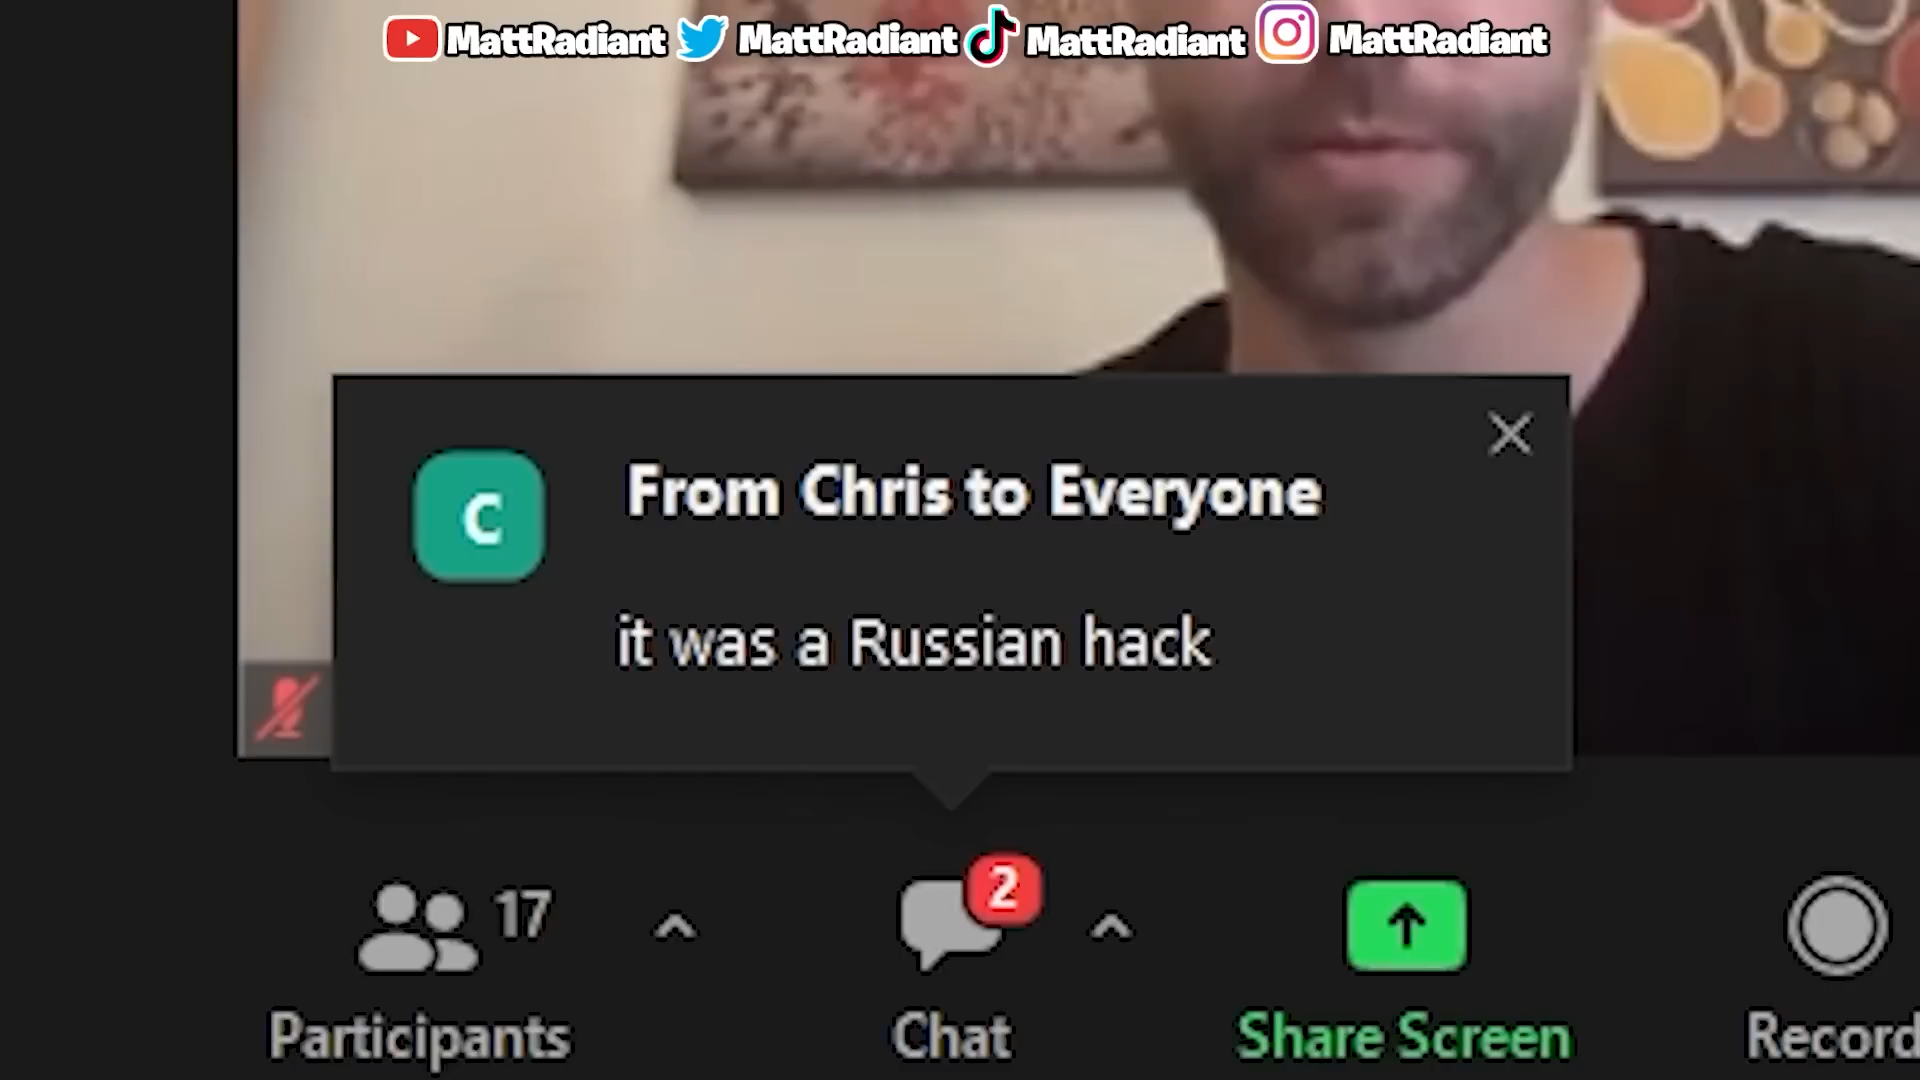 MattRadiant MattRadiant MattRadiant MattRadiant
C From Chris to Everyone
it was a Russian hack
17 2
Participants Chat Share Screen Record